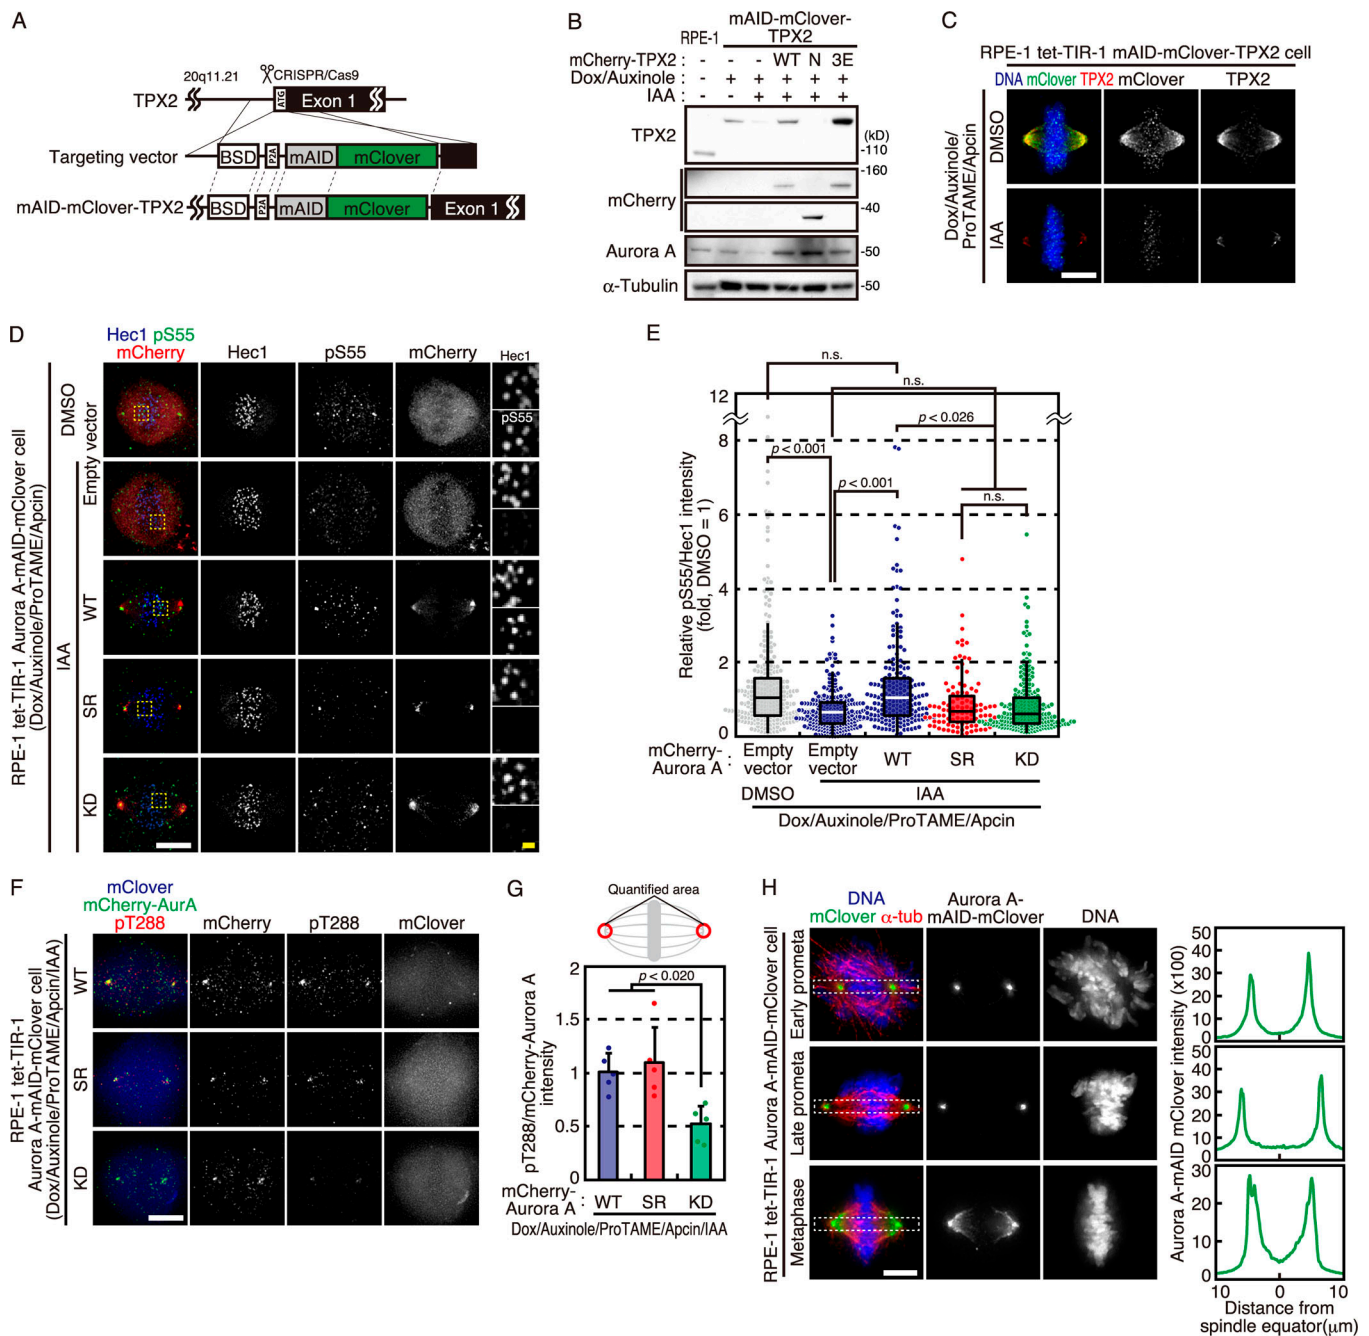 A
20q11.21
CRISPR/Cas9
TPX2
ATG
Exon 1
Targeting vector
BSD
P2A
mAID
mClover
mAID-mClover-TPX2
BSD
P2A
mAID
mClover
Exon 1
B
mAID-mClover-
TPX2
RPE-1
mCherry-TPX2 : - - - WT N 3E
Dox/Auxinole : - + + + + +
IAA : - - + + + +
TPX2
(kD)
-110
mCherry
-160
-40
Aurora A
-50
α-Tubulin
-50
C
RPE-1 tet-TIR-1 mAID-mClover-TPX2 cell
DNA mClover TPX2 mClover TPX2
Dox/Auxinole/
ProTAME/Apcin
DMSO
IAA
D
Hec1 pS55
mCherry
Hec1
pS55
mCherry
Hec1
pS55
RPE-1 tet-TIR-1 Aurora A-mAID-mClover cell
(Dox/Auxinole/ProTAME/Apcin)
DMSO
IAA
Empty vector
WT
SR
KD
E
Relative pS55/Hec1 intensity
(fold, DMSO = 1)
12
8
6
4
2
0
n.s.
n.s.
p < 0.026
p < 0.001
p < 0.001
n.s.
mCherry-
Aurora A :
Empty
vector
Empty
vector
WT
SR
KD
DMSO
IAA
Dox/Auxinole/ProTAME/Apcin
F
mClover
mCherry-AurA
pT288
mCherry
pT288
mClover
RPE-1 tet-TIR-1
Aurora A-mAID-mClover cell
(Dox/Auxinole/ProTAME/Apcin/IAA)
WT
SR
KD
G
Quantified area
pT288/mCherry-Aurora A
intensity
2
1.5
1
0.5
0
p < 0.020
mCherry-
Aurora A :
WT
SR
KD
Dox/Auxinole/ProTAME/Apcin/IAA
H
DNA
mClover α-tub
Aurora A-
mAID-mClover
DNA
RPE-1 tet-TIR-1 Aurora A-mAID-mClover cell
Early prometa
Late prometa
Metaphase
Aurora A-mAID mClover intensity (x100)
50
40
30
20
10
0
50
40
30
20
10
0
30
20
10
0
10 0 10
Distance from
spindle equator(μm)